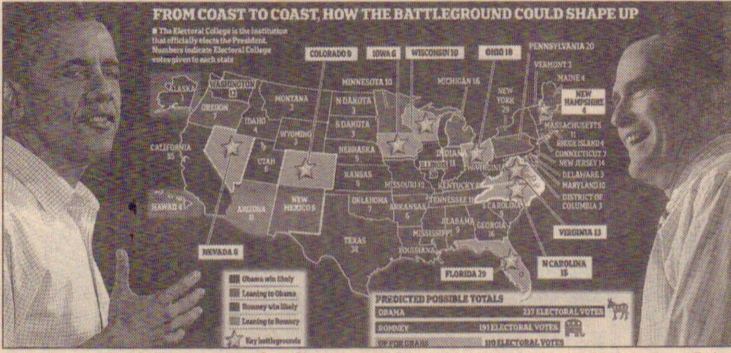 FROM COAST TO COAST, HOW THE BATTLEGROUND COULD SHAPE UP
■ The Electoral College is the institution
that officially elects the President.
Numbers indicate Electoral College
votes given to each state
COLORADO 9
IOWA 6
WISCONSIN 10
OHIO 18
PENNSYLVANIA 20
VERMONT 3
MAINE 4
NEW
HAMPSHIRE
4
ALASKA
WASHINGTON
MONTANA
N DAKOTA
MINNESOTA 10
MICHIGAN 16
NEW
YORK
29
MASSACHUSETTS
11
RHODE ISLAND 4
CONNECTICUT 7
NEW JERSEY 14
DELAWARE 3
MARYLAND 10
DISTRICT OF
COLUMBIA 3
OREGON
7
IDAHO
4
WYOMING
3
S DAKOTA
NEBRASKA
5
CALIFORNIA
55
UTAH
6
KANSAS
6
MISSOURI 10
INDIANA
KENTUCKY
TENNESSEE 11
S CAROLINA
HAWAII 4
ARIZONA
NEW
MEXICO 5
OKLAHOMA
7
ARKANSAS
6
ALABAMA
9
GEORGIA
MISSISSIPPI
TEXAS
38
LOUISIANA
NEVADA 6
FLORIDA 29
N CAROLINA
15
VIRGINIA 13
Obama win likely
Leaning to Obama
Romney win likely
Leaning to Romney
Key battlegrounds
PREDICTED POSSIBLE TOTALS
OBAMA 237 ELECTORAL VOTES
ROMNEY 191 ELECTORAL VOTES
UP FOR GRABS 110 ELECTORAL VOTES